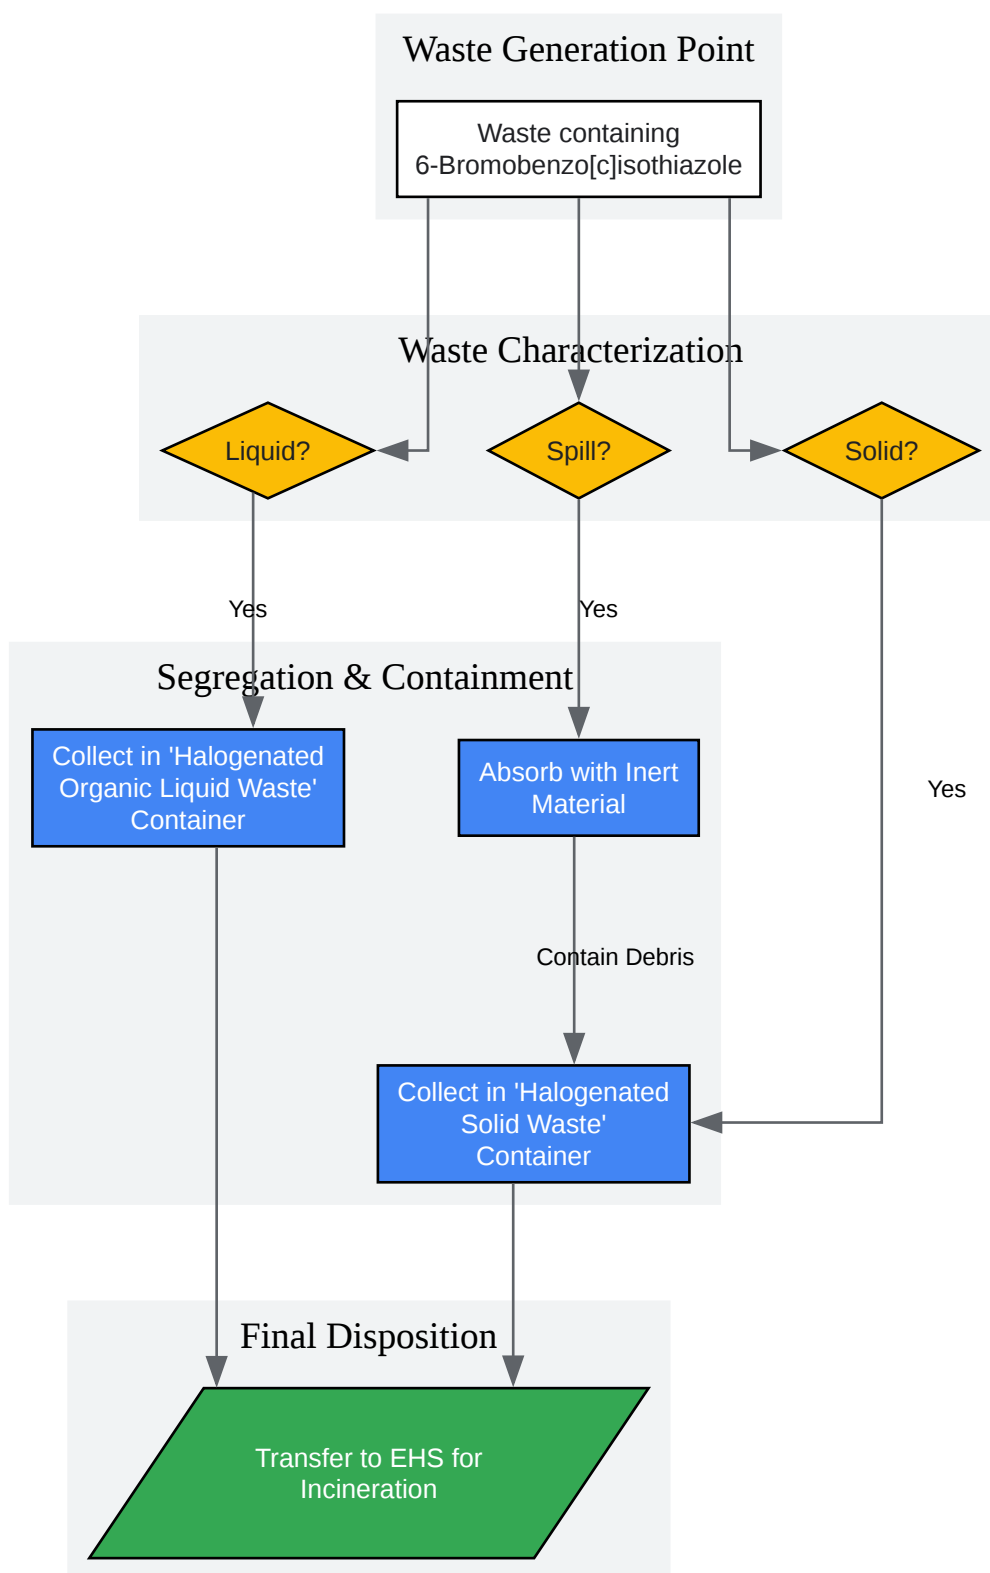 Waste Generation Point
Waste containing
6-Bromobenzo[c]isothiazole
Waste Characterization
Liquid?
Spill?
Solid?
Yes
Yes
Segregation & Containment
Collect in 'Halogenated
Organic Liquid Waste'
Container
Absorb with Inert
Material
Yes
Contain Debris
Collect in 'Halogenated
Solid Waste'
Container
Final Disposition
Transfer to EHS for
Incineration